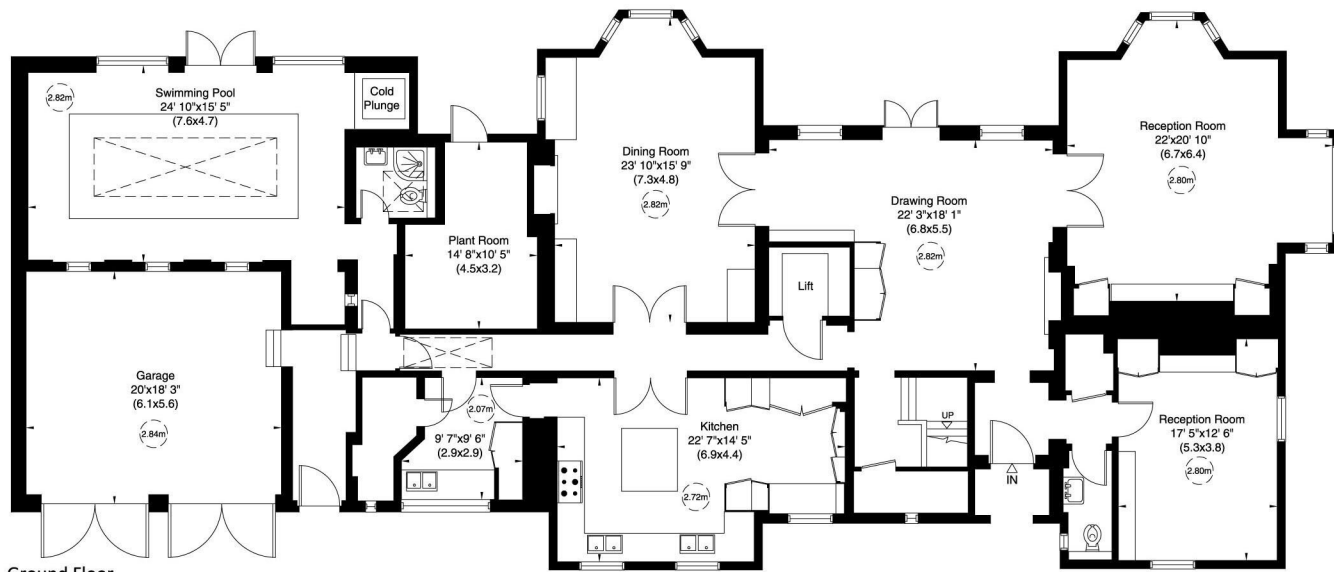 Swimming Pool
24' 10"x15' 5"
(7.6x4.7)
2.82m
Cold
Plunge
Dining Room
23' 10"x15' 9"
(7.3x4.8)
2.82m
Reception Room
22'x20' 10"
(6.7x6.4)
2.80m
Drawing Room
22' 3"x18' 1"
(6.8x5.5)
2.82m
Plant Room
14' 8"x10' 5"
(4.5x3.2)
Lift
Garage
20'x18' 3"
(6.1x5.6)
2.84m
2.07m
9' 7"x9' 6"
(2.9x2.9)
Kitchen
22' 7"x14' 5"
(6.9x4.4)
2.72m
UP
IN
Reception Room
17' 5"x12' 6"
(5.3x3.8)
2.80m
Ground Floor